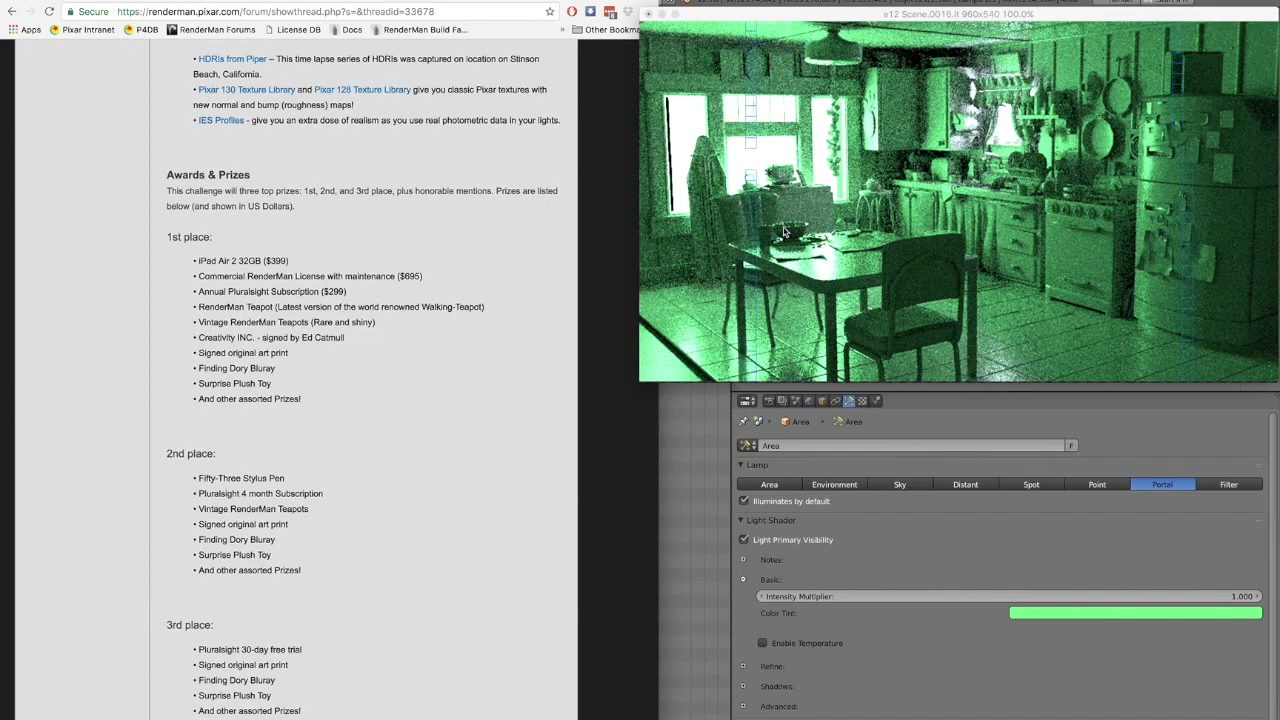 Secure
https://renderman.pixar.com/forum/showthread.php?s=&threadid=33678
Apps
Pixar Intranet
P4DB
RenderMan Forums
License DB
Docs
RenderMan Build Fa...
»
Other Bookma
• HDRIs from Piper – This time lapse series of HDRIs was captured on location on Stinson
Beach, California.
• Pixar 130 Texture Library and Pixar 128 Texture Library give you classic Pixar textures with
new normal and bump (roughness) maps!
• IES Profiles - give you an extra dose of realism as you use real photometric data in your lights.
Awards & Prizes
This challenge will three top prizes: 1st, 2nd, and 3rd place, plus honorable mentions. Prizes are listed
below (and shown in US Dollars).
1st place:
• iPad Air 2 32GB ($399)
• Commercial RenderMan License with maintenance ($695)
• Annual Pluralsight Subscription ($299)
• RenderMan Teapot (Latest version of the world renowned Walking-Teapot)
• Vintage RenderMan Teapots (Rare and shiny)
• Creativity INC. - signed by Ed Catmull
• Signed original art print
• Finding Dory Bluray
• Surprise Plush Toy
• And other assorted Prizes!
2nd place:
• Fifty-Three Stylus Pen
• Pluralsight 4 month Subscription
• Vintage RenderMan Teapots
• Signed original art print
• Finding Dory Bluray
• Surprise Plush Toy
• And other assorted Prizes!
3rd place:
• Pluralsight 30-day free trial
• Signed original art print
• Finding Dory Bluray
• Surprise Plush Toy
• And other assorted Prizes!
e12 Scene.0016.it 960x540 100.0%
Area
Area
Area
F
Lamp
Area
Environment
Sky
Distant
Spot
Point
Portal
Filter
Illuminates by default
Light Shader
Light Primary Visibility
Notes:
Basic:
Intensity Multiplier:
1.000
Color Tint:
Enable Temperature
Refine:
Shadows:
Advanced: